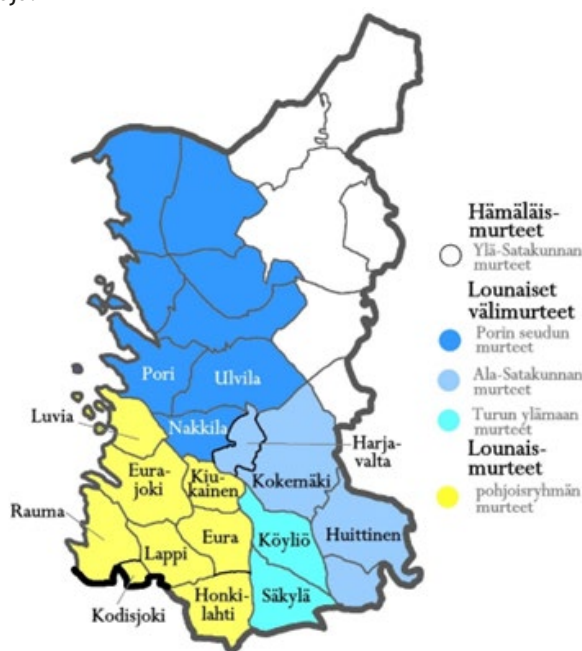 Pori
Ulvila
Luvia
Nakkila
Harja-
valta
Eura-
joki
Kiu-
kainen
Kokemäki
Rauma
Lappi
Eura
Köyliö
Huittinen
Kodisjoki
Honki-
lahti
Säkylä
Hämäläis-
murteet
Ylä-Satakunnan
murteet
Lounaiset
välimurteet
Porin seudun
murteet
Ala-Satakunnan
murteet
Turun ylämaan
murteet
Lounais-
murteet
pohjoisryhmän
murteet